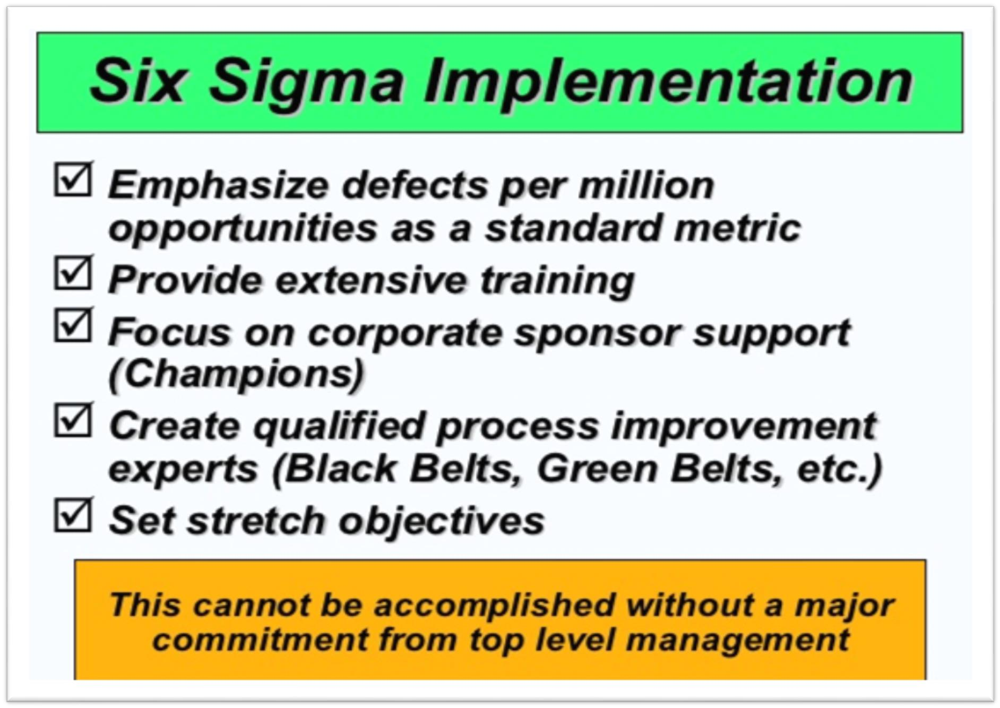 Six Sigma Implementation
☑ Emphasize defects per million
opportunities as a standard metric
☑ Provide extensive training
☑ Focus on corporate sponsor support
(Champions)
☑ Create qualified process improvement
experts (Black Belts, Green Belts, etc.)
☑ Set stretch objectives
This cannot be accomplished without a major
commitment from top level management